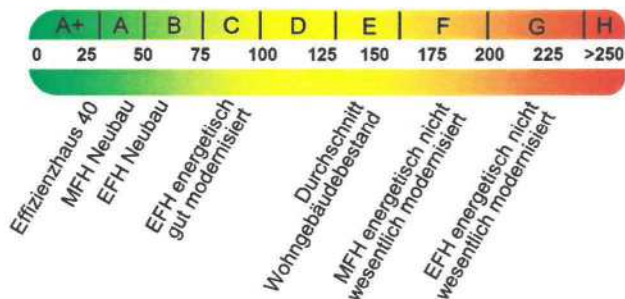 A+ A B C D E F G H
0 25 50 75 100 125 150 175 200 225 >250
Effizienzhaus 40
MFH Neubau
EFH Neubau
EFH energetisch
gut modernisiert
Durchschnitt
Wohngebäudebestand
MFH energetisch nicht
wesentlich modernisiert
EFH energetisch nicht
wesentlich modernisiert